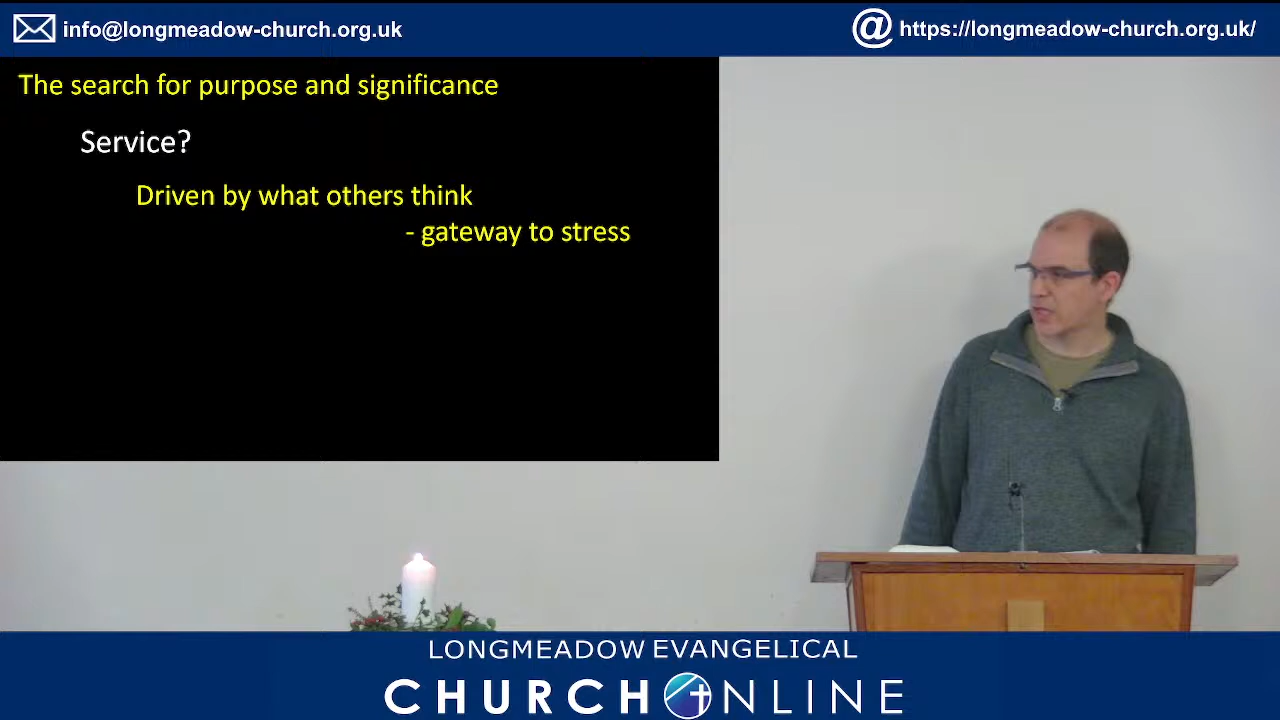 info@longmeadow-church.org.uk
@ https://longmeadow-church.org.uk/
The search for purpose and significance
Service?
Driven by what others think
- gateway to stress
LONGMEADOW EVANGELICAL
CHURCH ONLINE